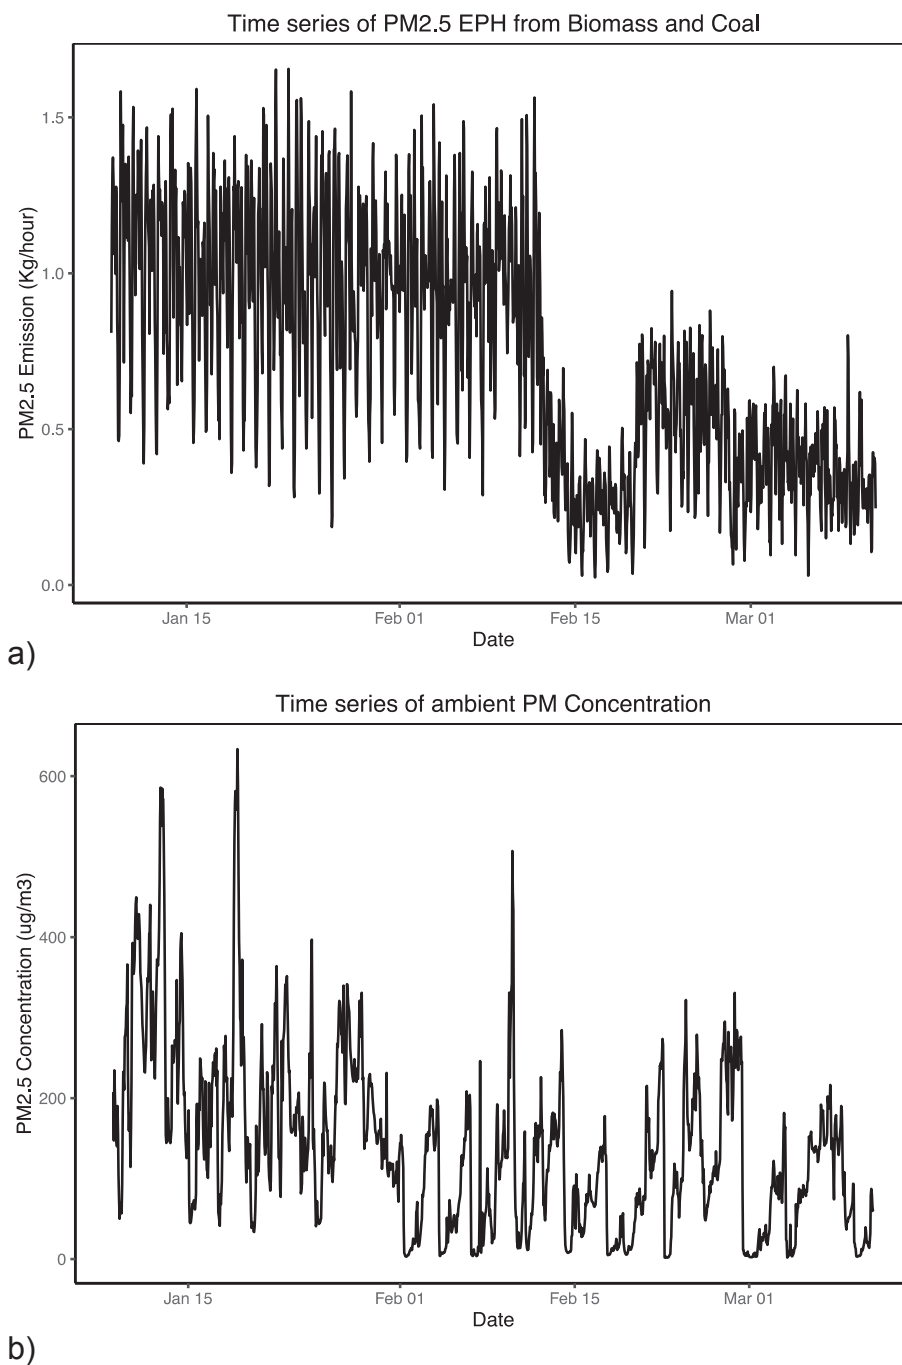 a)
Time series of PM2.5 EPH from Biomass and Coal
PM2.5 Emission (Kg/hour)
1.5
1.0
0.5
0.0
Jan 15 Feb 01 Feb 15 Mar 01
Date
b)
Time series of ambient PM Concentration
PM2.5 Concentration (ug/m3)
600
400
200
0
Jan 15 Feb 01 Feb 15 Mar 01
Date